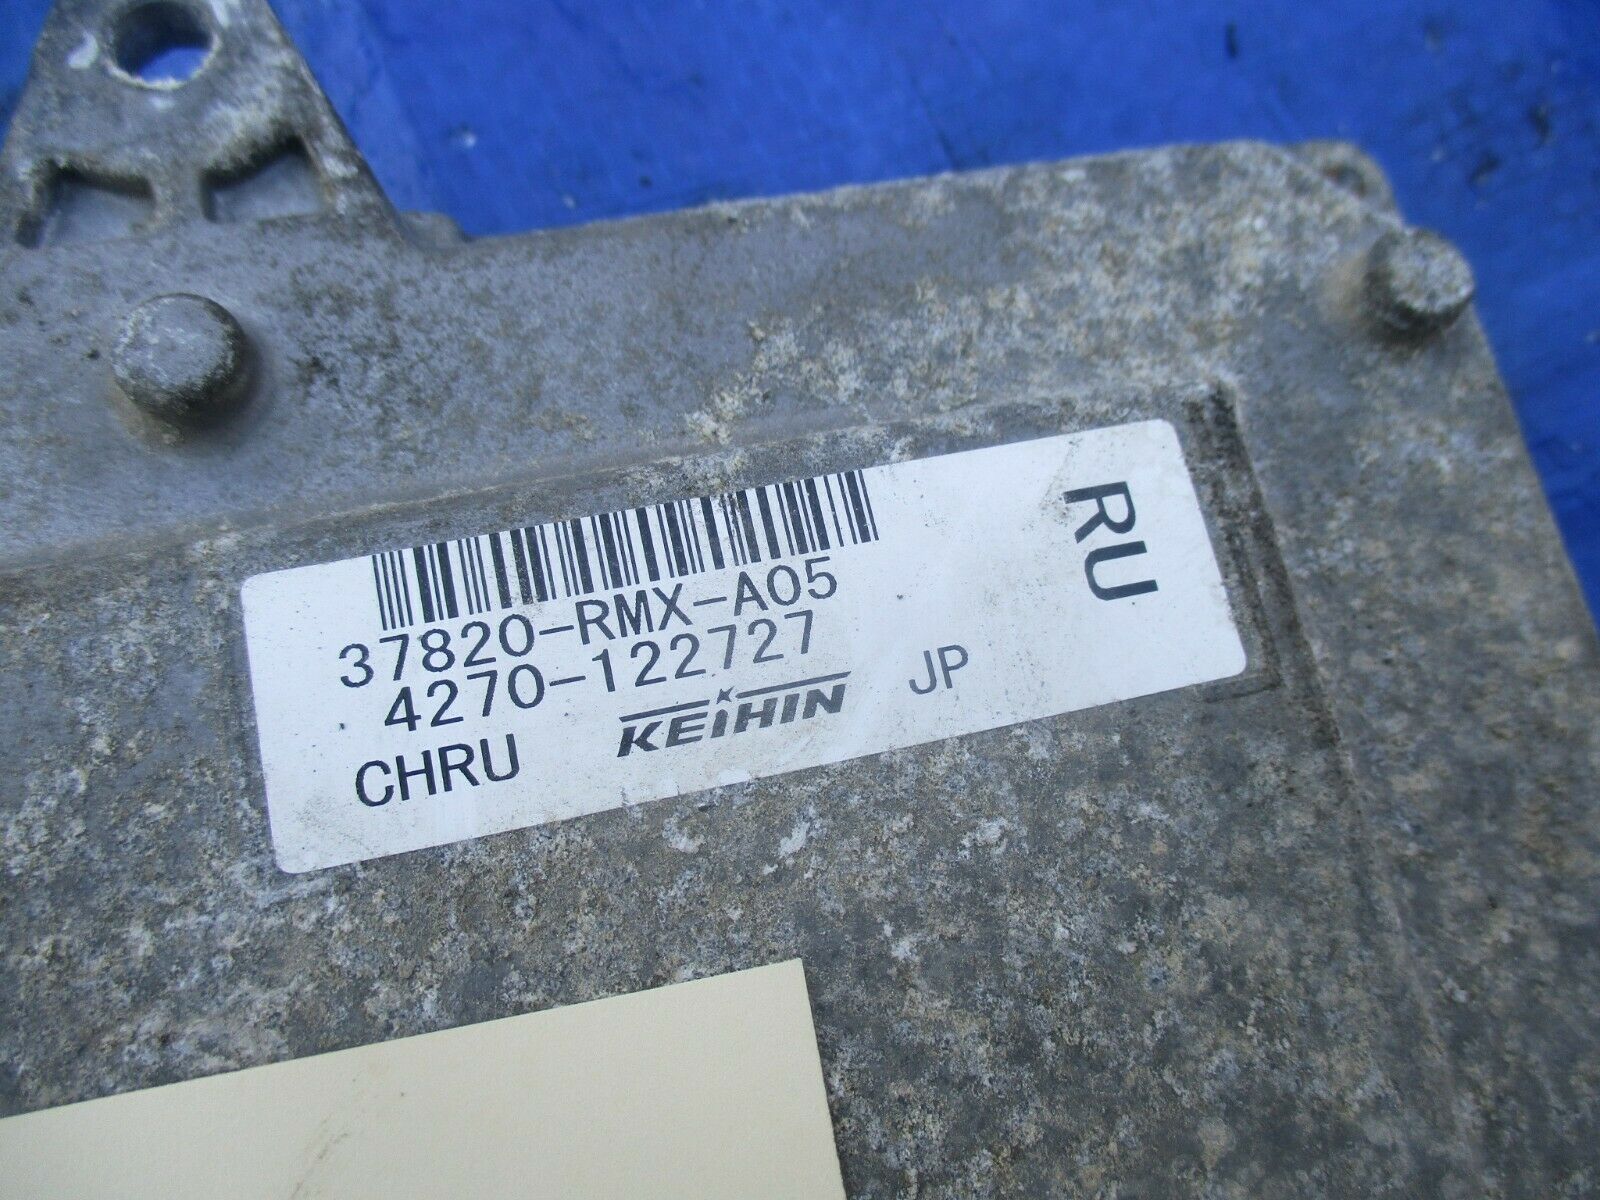 RU
37820-RMX-A05
4270-122727
CHRU KEIHIN JP